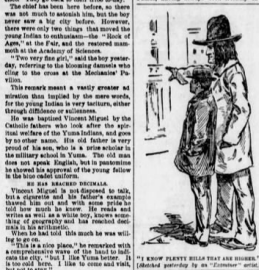 The chief has been here before, so there
was not much to astonish him, but the boy
never saw a big city before. However,
there were only two things that moved the
young Indian to enthusiasm—the "Rock of
Ages," at the Fair, and the restored mam-
moth at the Academy of Sciences.
"Two very fine girl," said the boy yester-
day, referring to the blooming damsels who
cling to the cross at the Mechanics' Pa-
vilion.
This remark meant a vastly greater ad
miration than implied by the mere words,
for the young Indian is very taciturn, either
through diffidence or sullenness.
He was baptized Vincent Miguel by the
Catholic fathers who look after the spir-
itual welfare of the Yuma Indians, and goes
by no other name. His old father is very
proud of his son, who is a prize scholar in
the military school in Yuma. The old man
does not speak English, but in pantomime
he showed his approval of the young fellow
in the blue cadet uniform.
HE HAS REACHED DECIMALS.
Vincent Miguel is not disposed to talk,
but a cigarette and his father's example
thawed him out and with some pride he
told how much he knew. He reads and
writes as well as a white boy, knows some-
thing of geography and has reached deci-
mals in his arithmetic.
When he had told this much he was will-
ing to go on.
"This is a nice place," he remarked with
a comprehensive wave of the hand to indi-
cate the city, "but I like Yuma better. It
is too cold here. I like to come and visit,
but not to stay."
"I KNOW PLENTY HILLS THAT ARE HIGHER."
[Sketched yesterday by an "Examiner" artist.